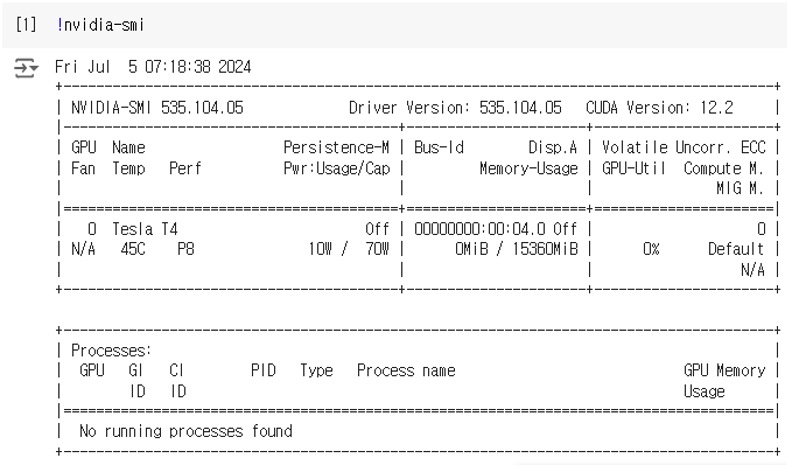 [1] !nvidia-smi
Fri Jul  5 07:18:38 2024
+---------------------------------------------------------------------------------------+
| NVIDIA-SMI 535.104.05             Driver Version: 535.104.05   CUDA Version: 12.2     |
|-----------------------------------------+----------------------+----------------------+
| GPU  Name                 Persistence-M | Bus-Id        Disp.A | Volatile Uncorr. ECC |
| Fan  Temp   Perf          Pwr:Usage/Cap |         Memory-Usage | GPU-Util  Compute M. |
|                                         |                      |               MIG M. |
|=========================================+======================+======================|
|   0  Tesla T4                       Off | 00000000:00:04.0 Off |                    0 |
| N/A   45C    P8              10W /  70W |      0MiB / 15360MiB |      0%      Default |
|                                         |                      |                  N/A |
+-----------------------------------------+----------------------+----------------------+
+---------------------------------------------------------------------------------------+
| Processes:                                                                            |
|  GPU   GI   CI        PID   Type   Process name                            GPU Memory |
|        ID   ID                                                             Usage      |
|=======================================================================================|
|  No running processes found                                                           |
+---------------------------------------------------------------------------------------+